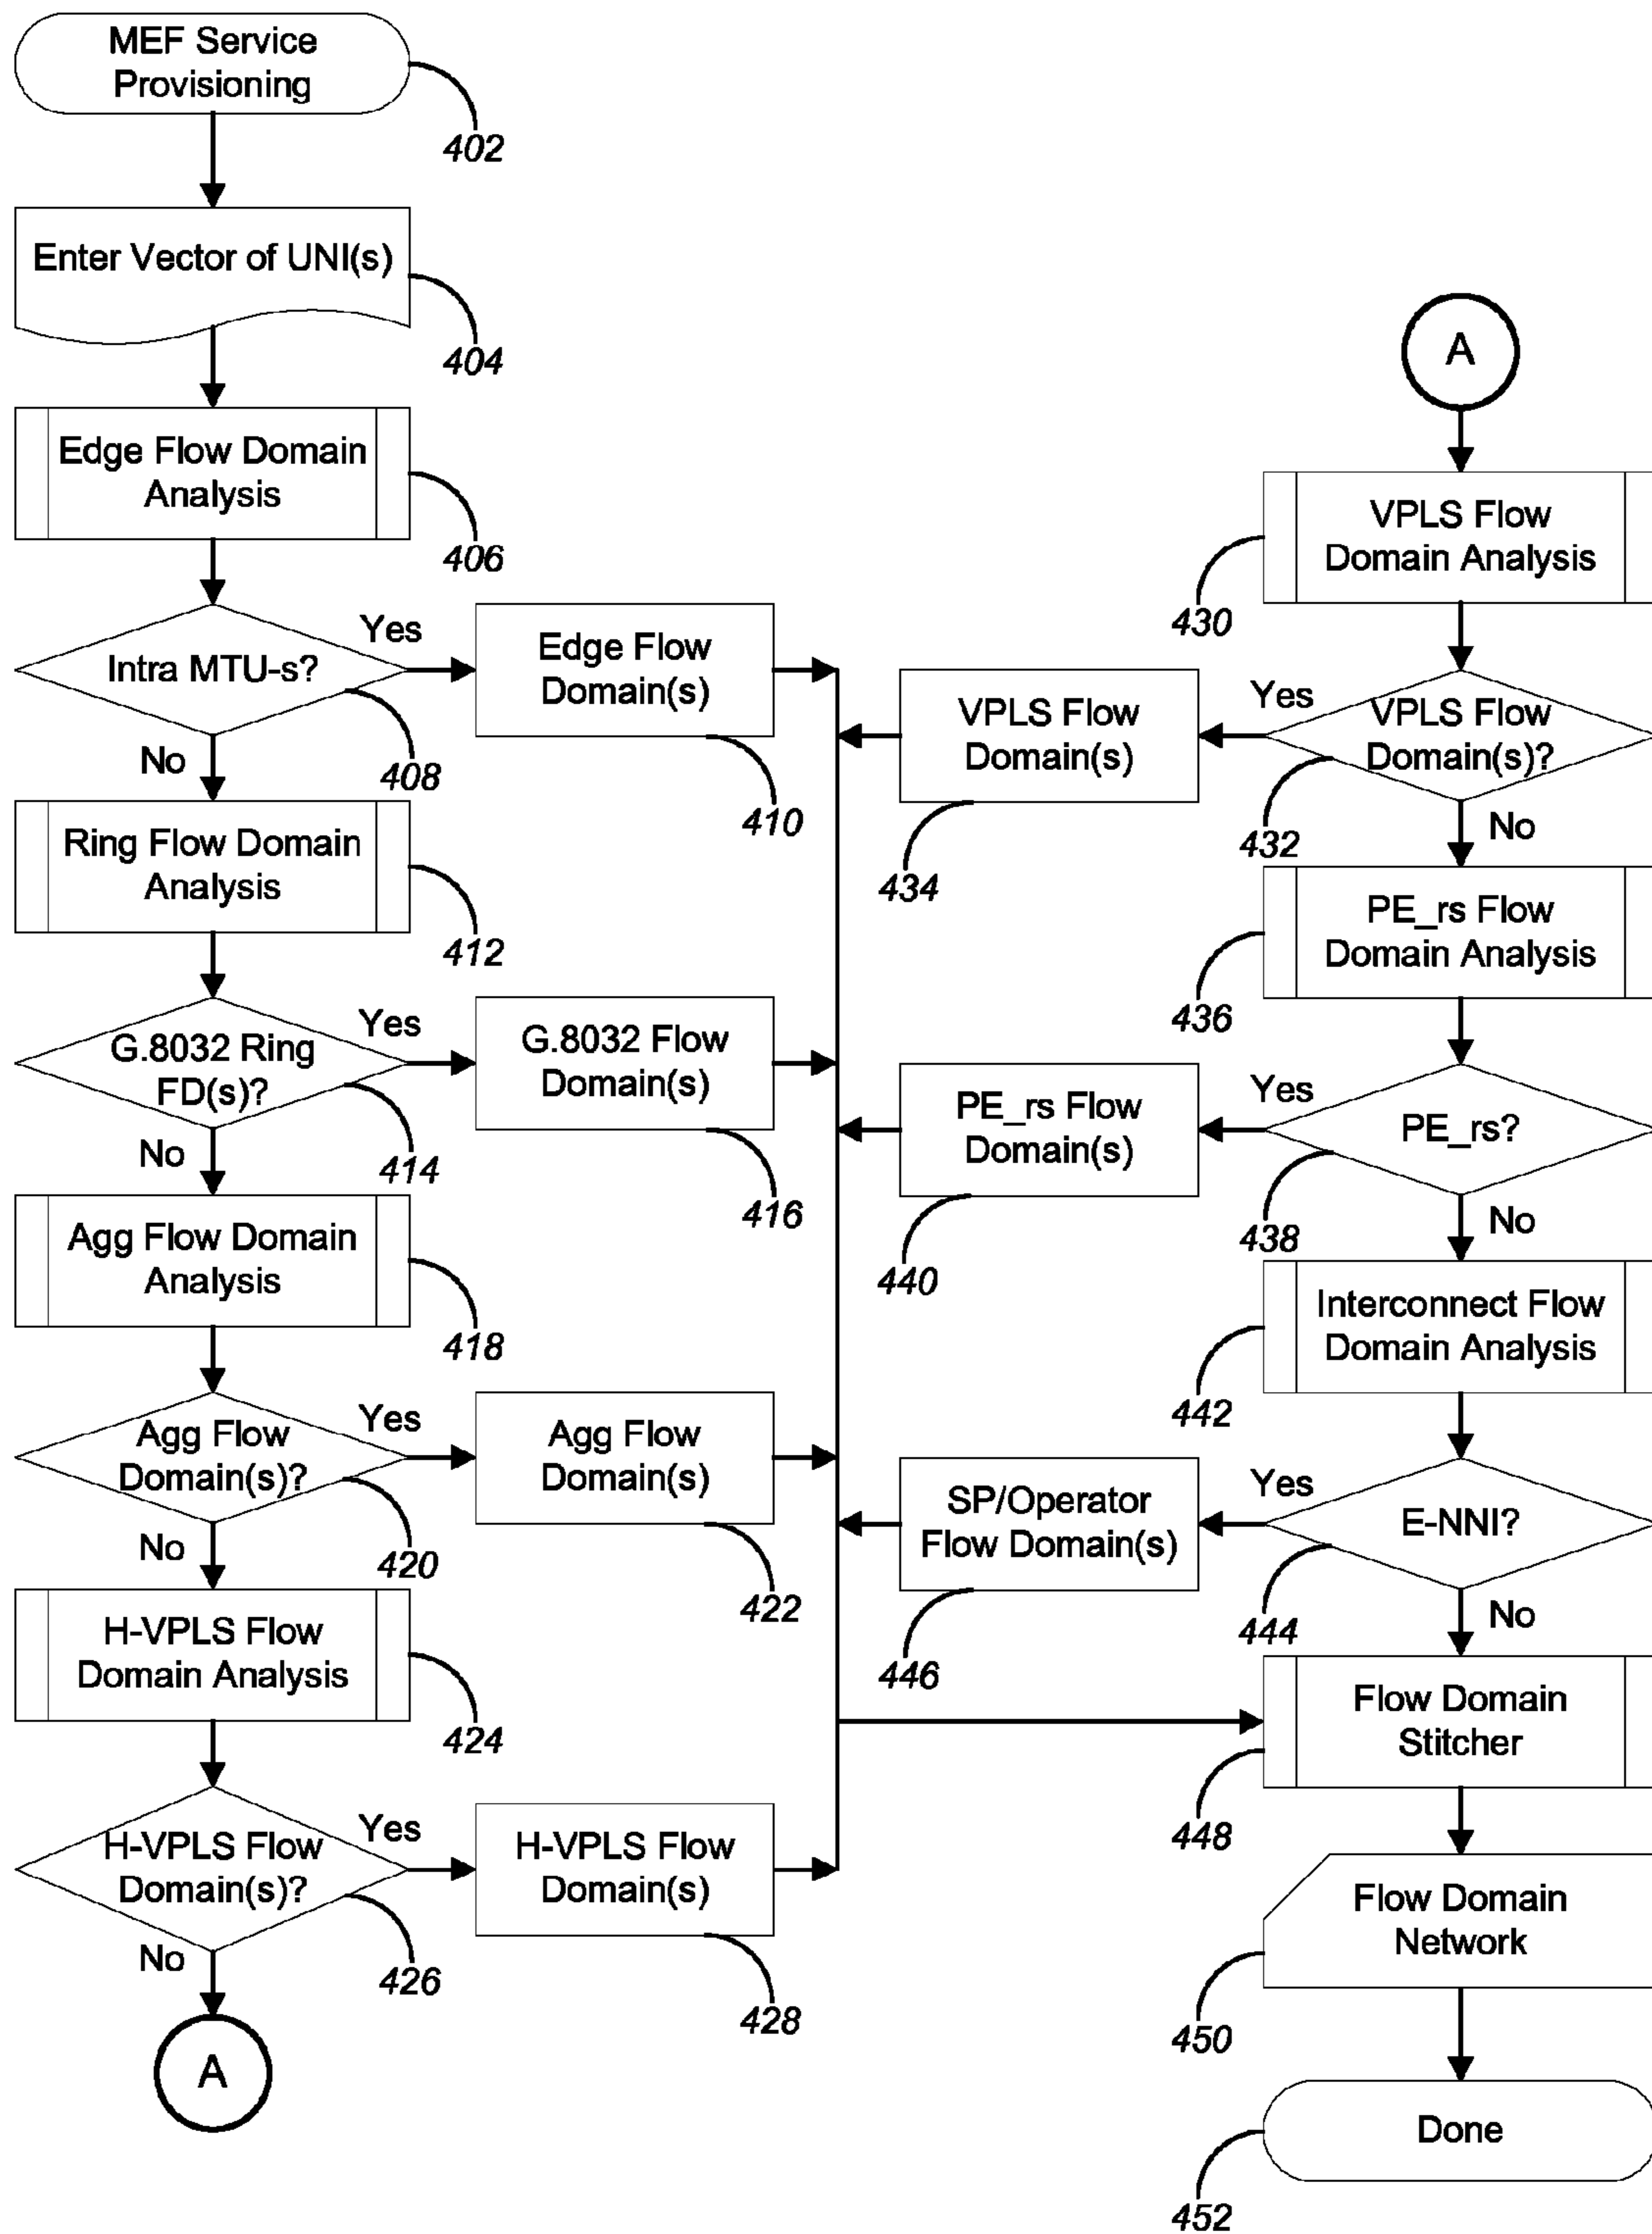 MEF Service
Provisioning
402
Enter Vector of UNI(s)
404
Edge Flow Domain
Analysis
406
Intra MTU-s?
Yes
No
408
Edge Flow
Domain(s)
410
Ring Flow Domain
Analysis
412
G.8032 Ring
FD(s)?
Yes
No
414
G.8032 Flow
Domain(s)
416
Agg Flow Domain
Analysis
418
Agg Flow
Domain(s)?
Yes
No
420
Agg Flow
Domain(s)
422
H-VPLS Flow
Domain Analysis
424
H-VPLS Flow
Domain(s)?
Yes
No
426
H-VPLS Flow
Domain(s)
428
A
A
VPLS Flow
Domain Analysis
430
VPLS Flow
Domain(s)?
Yes
No
432
VPLS Flow
Domain(s)
434
PE_rs Flow
Domain Analysis
436
PE_rs?
Yes
No
438
PE_rs Flow
Domain(s)
440
Interconnect Flow
Domain Analysis
442
E-NNI?
Yes
No
444
SP/Operator
Flow Domain(s)
446
Flow Domain
Stitcher
448
Flow Domain
Network
450
Done
452